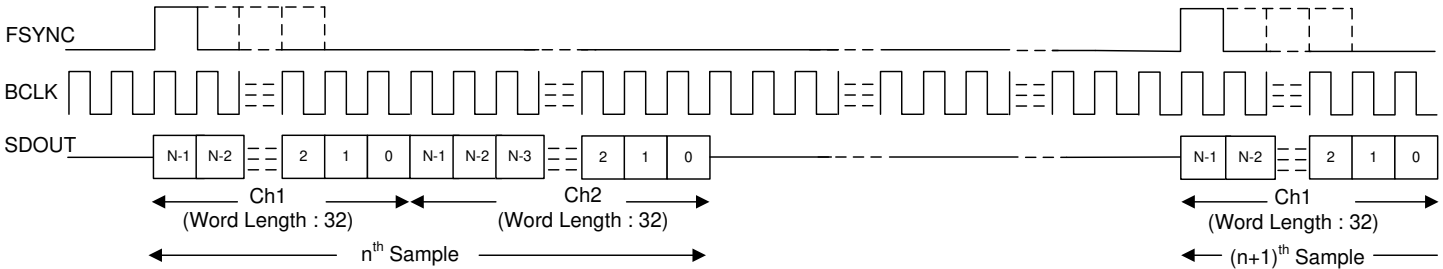 FSYNC
BCLK
SDOUT
N-1 N-2 2 1 0 N-1 N-2 N-3 2 1 0 N-1 N-2 2 1 0
Ch1 Ch2 Ch1
(Word Length : 32) (Word Length : 32) (Word Length : 32)
nth Sample (n+1)th Sample